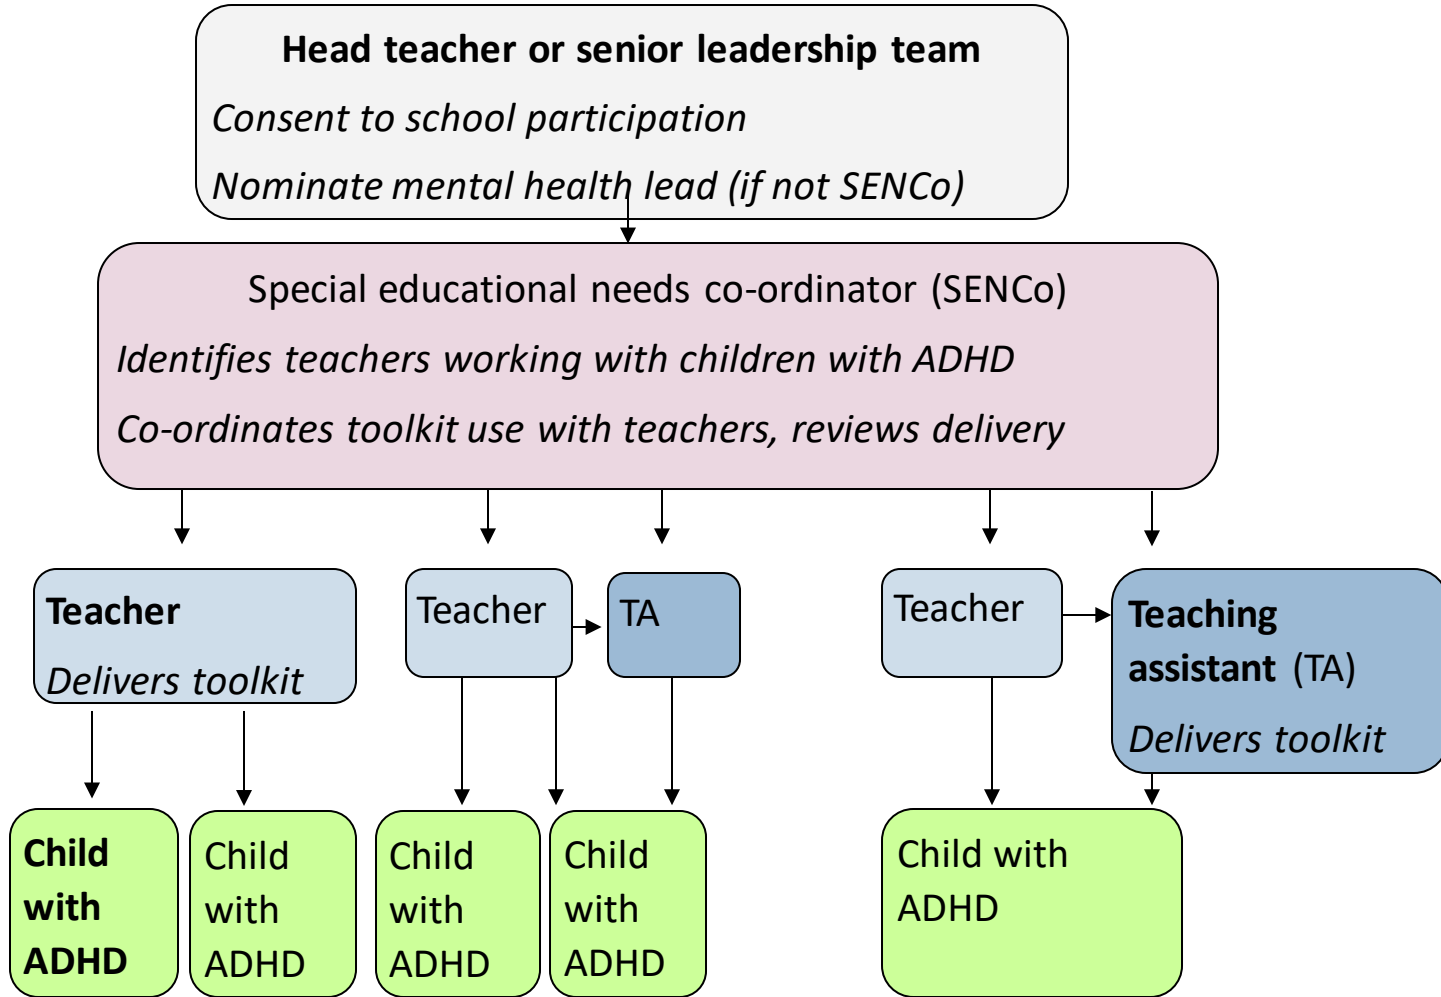 Head teacher or senior leadership team
Consent to school participation
Nominate mental health lead (if not SENCo)
Special educational needs co-ordinator (SENCo)
Identifies teachers working with children with ADHD
Co-ordinates toolkit use with teachers, reviews delivery
Teacher
Delivers toolkit
Teacher
TA
Teacher
Teaching
assistant (TA)
Delivers toolkit
Child
with
ADHD
Child
with
ADHD
Child
with
ADHD
Child
with
ADHD
Child with
ADHD